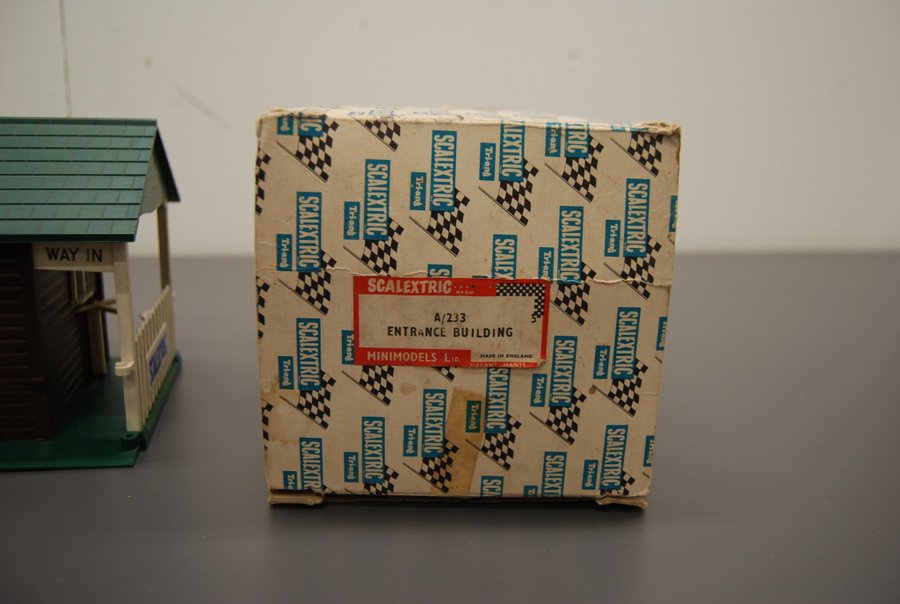 WAY IN
SCALEXTRIC
A/233
ENTRANCE BUILDING
MINIMODELS LTD.
MADE IN ENGLAND
HAVANT HANTS.
SCALEXTRIC
Tri-ang